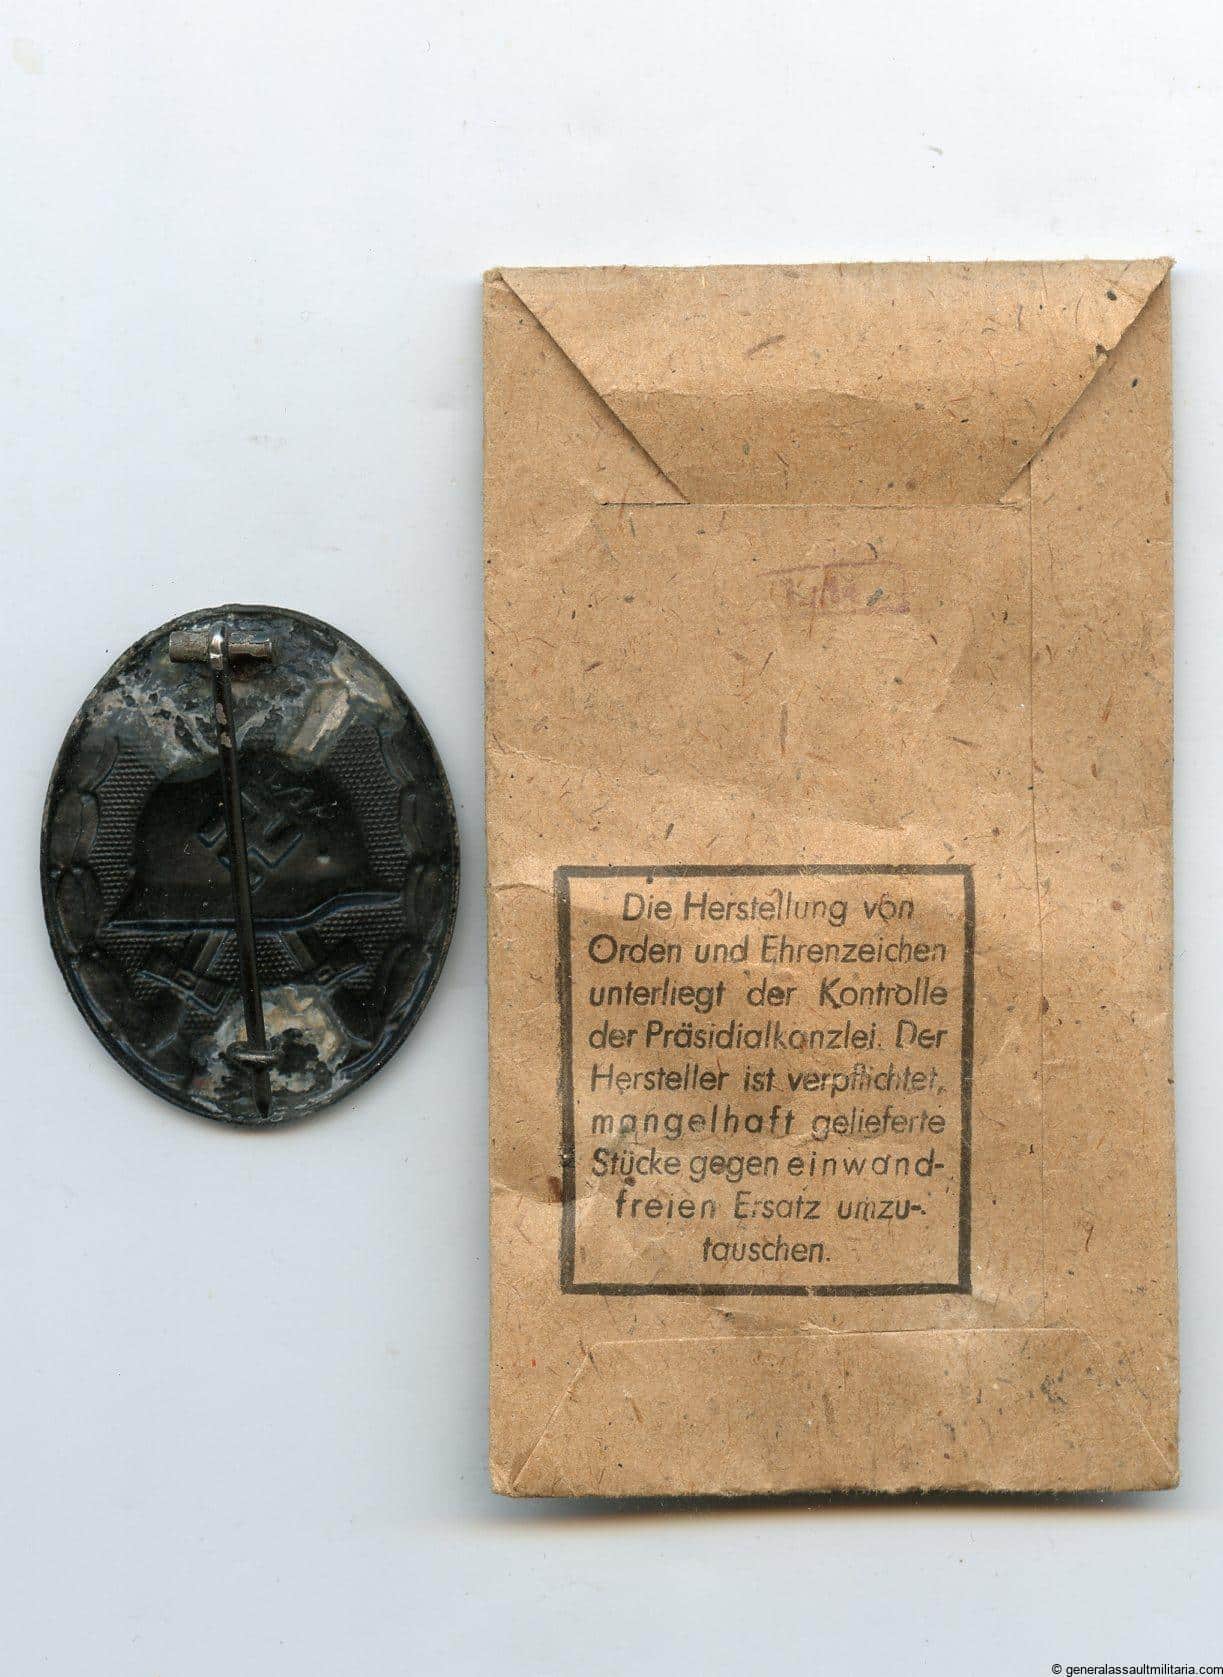 Die Herstellung von
Orden und Ehrenzeichen
unterliegt der Kontrolle
der Präsidialkanzlei. Der
Hersteller ist verpflichtet,
mangelhaft gelieferte
Stücke gegen einwand-
freien Ersatz umzu-
tauschen.
© generalassaultmilitaria.com